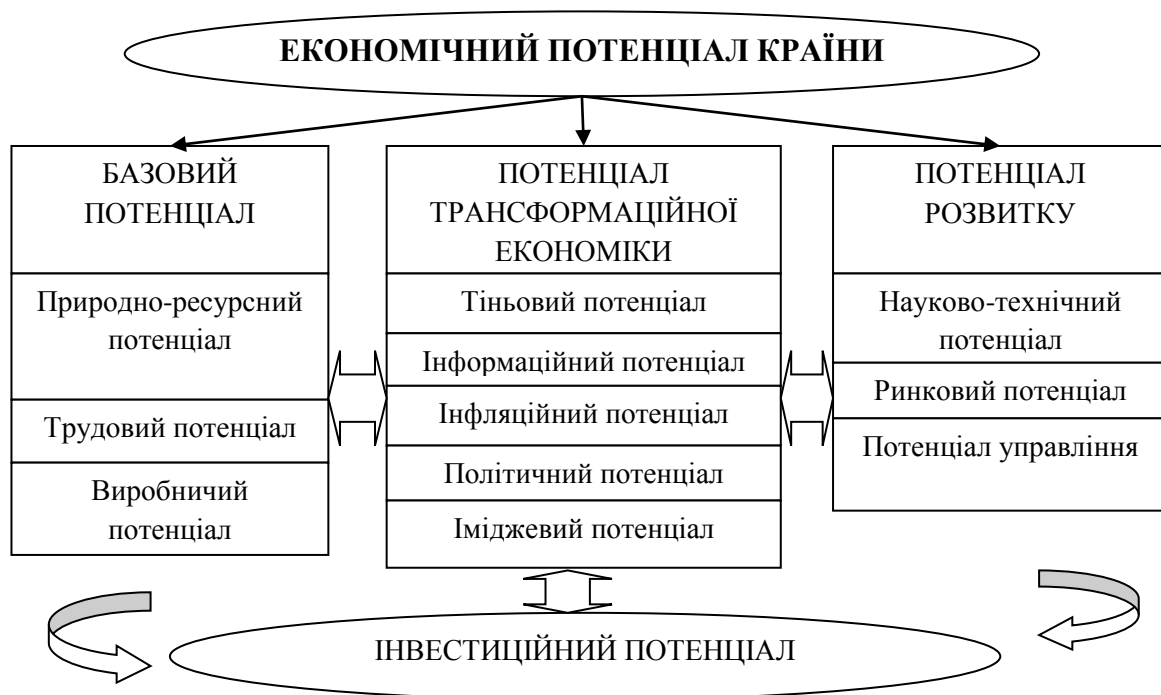 ЕКОНОМІЧНИЙ ПОТЕНЦІАЛ КРАЇНИ
БАЗОВИЙ
ПОТЕНЦІАЛ
Природно-ресурсний
потенціал
Трудовий потенціал
Виробничий
потенціал
ПОТЕНЦІАЛ
ТРАНСФОРМАЦІЙНОЇ
ЕКОНОМІКИ
Тіньовий потенціал
Інформаційний потенціал
Інфляційний потенціал
Політичний потенціал
Іміджевий потенціал
ПОТЕНЦІАЛ
РОЗВИТКУ
Науково-технічний
потенціал
Ринковий потенціал
Потенціал управління
ІНВЕСТИЦІЙНИЙ ПОТЕНЦІАЛ